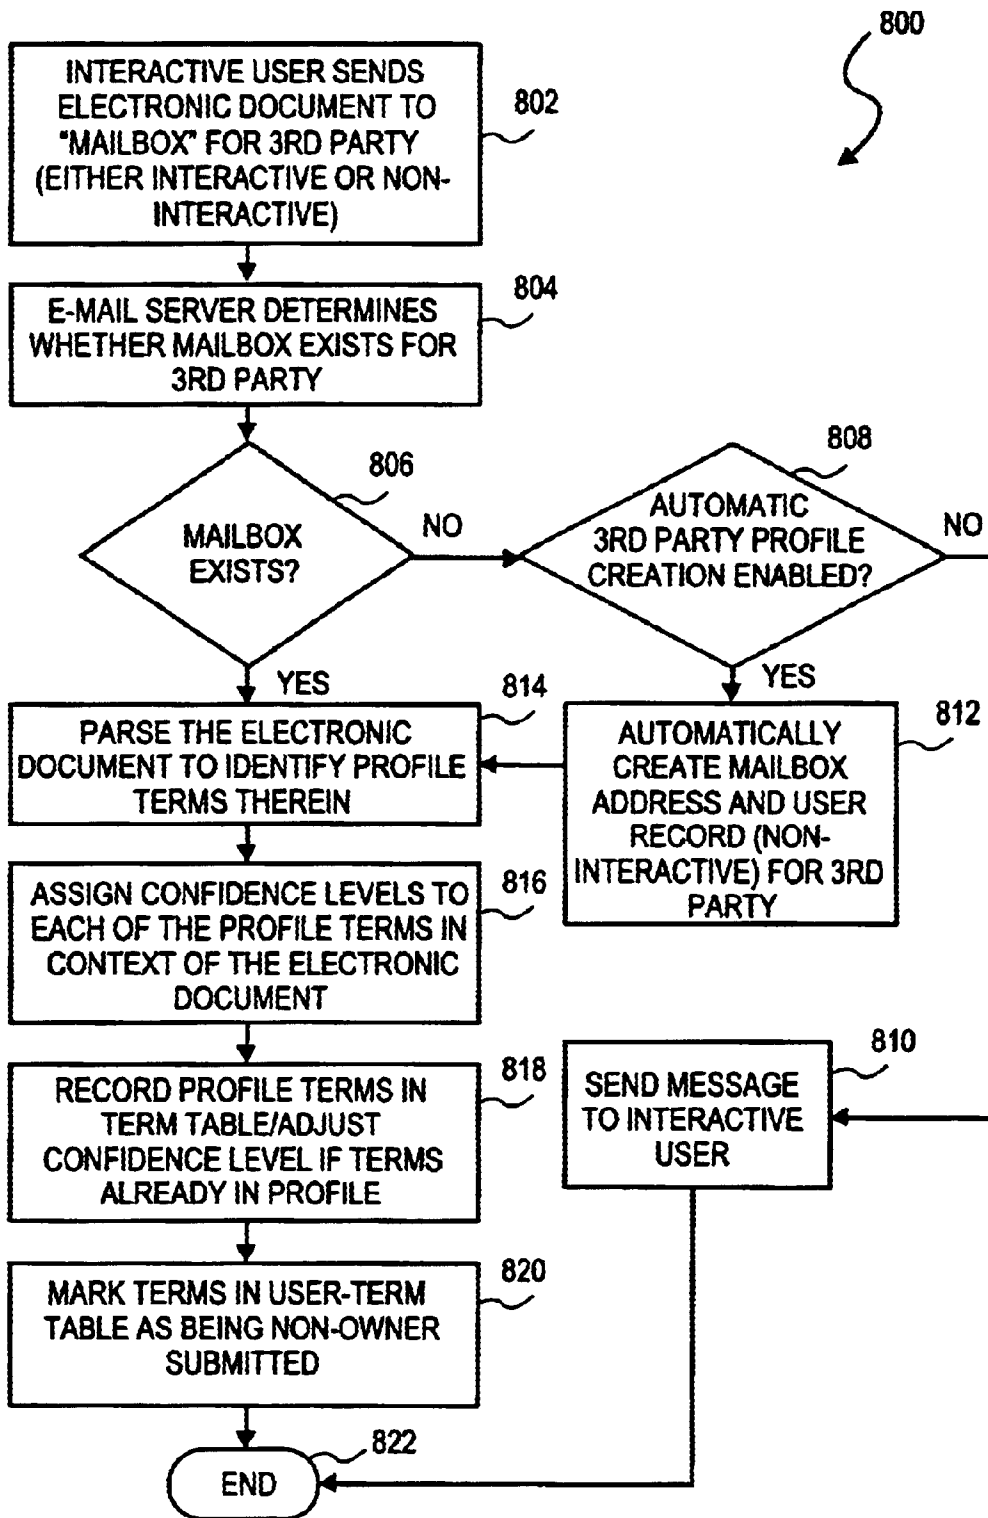 800
INTERACTIVE USER SENDS
ELECTRONIC DOCUMENT TO
"MAILBOX" FOR 3RD PARTY
(EITHER INTERACTIVE OR NON-
INTERACTIVE)
802
E-MAIL SERVER DETERMINES
WHETHER MAILBOX EXISTS FOR
3RD PARTY
804
MAILBOX
EXISTS?
806
NO
YES
AUTOMATIC
3RD PARTY PROFILE
CREATION ENABLED?
808
NO
YES
AUTOMATICALLY
CREATE MAILBOX
ADDRESS AND USER
RECORD (NON-
INTERACTIVE) FOR 3RD
PARTY
812
PARSE THE ELECTRONIC
DOCUMENT TO IDENTIFY PROFILE
TERMS THEREIN
814
ASSIGN CONFIDENCE LEVELS TO
EACH OF THE PROFILE TERMS IN
CONTEXT OF THE ELECTRONIC
DOCUMENT
816
RECORD PROFILE TERMS IN
TERM TABLE/ADJUST
CONFIDENCE LEVEL IF TERMS
ALREADY IN PROFILE
818
SEND MESSAGE
TO INTERACTIVE
USER
810
MARK TERMS IN USER-TERM
TABLE AS BEING NON-OWNER
SUBMITTED
820
END
822